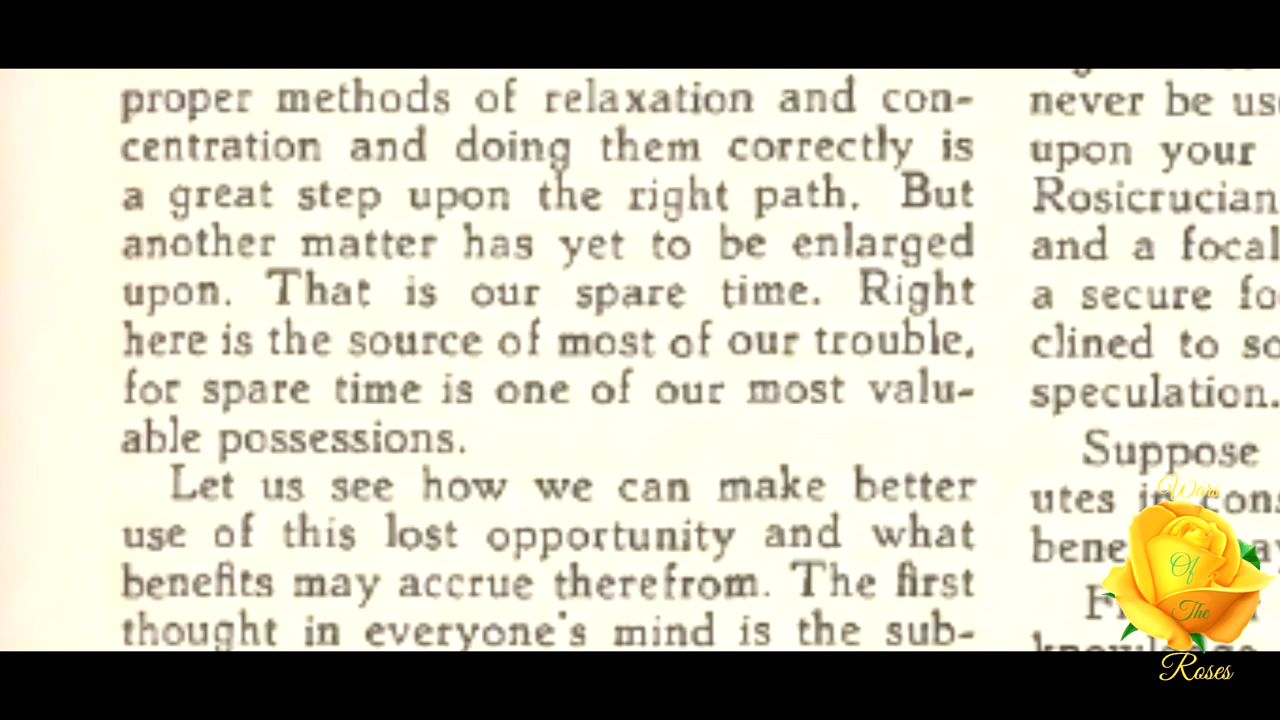 proper methods of relaxation and con-
centration and doing them correctly is
a great step upon the right path. But
another matter has yet to be enlarged
upon. That is our spare time. Right
here is the source of most of our trouble,
for spare time is one of our most valu-
able possessions.
Let us see how we can make better
use of this lost opportunity and what
benefits may accrue therefrom. The first
thought in everyone's mind is the sub-
never be
upon your
Rosicrucian
and a focal
a secure
clined to
speculation.
Suppose
utes in
Wars
Of
The
Roses